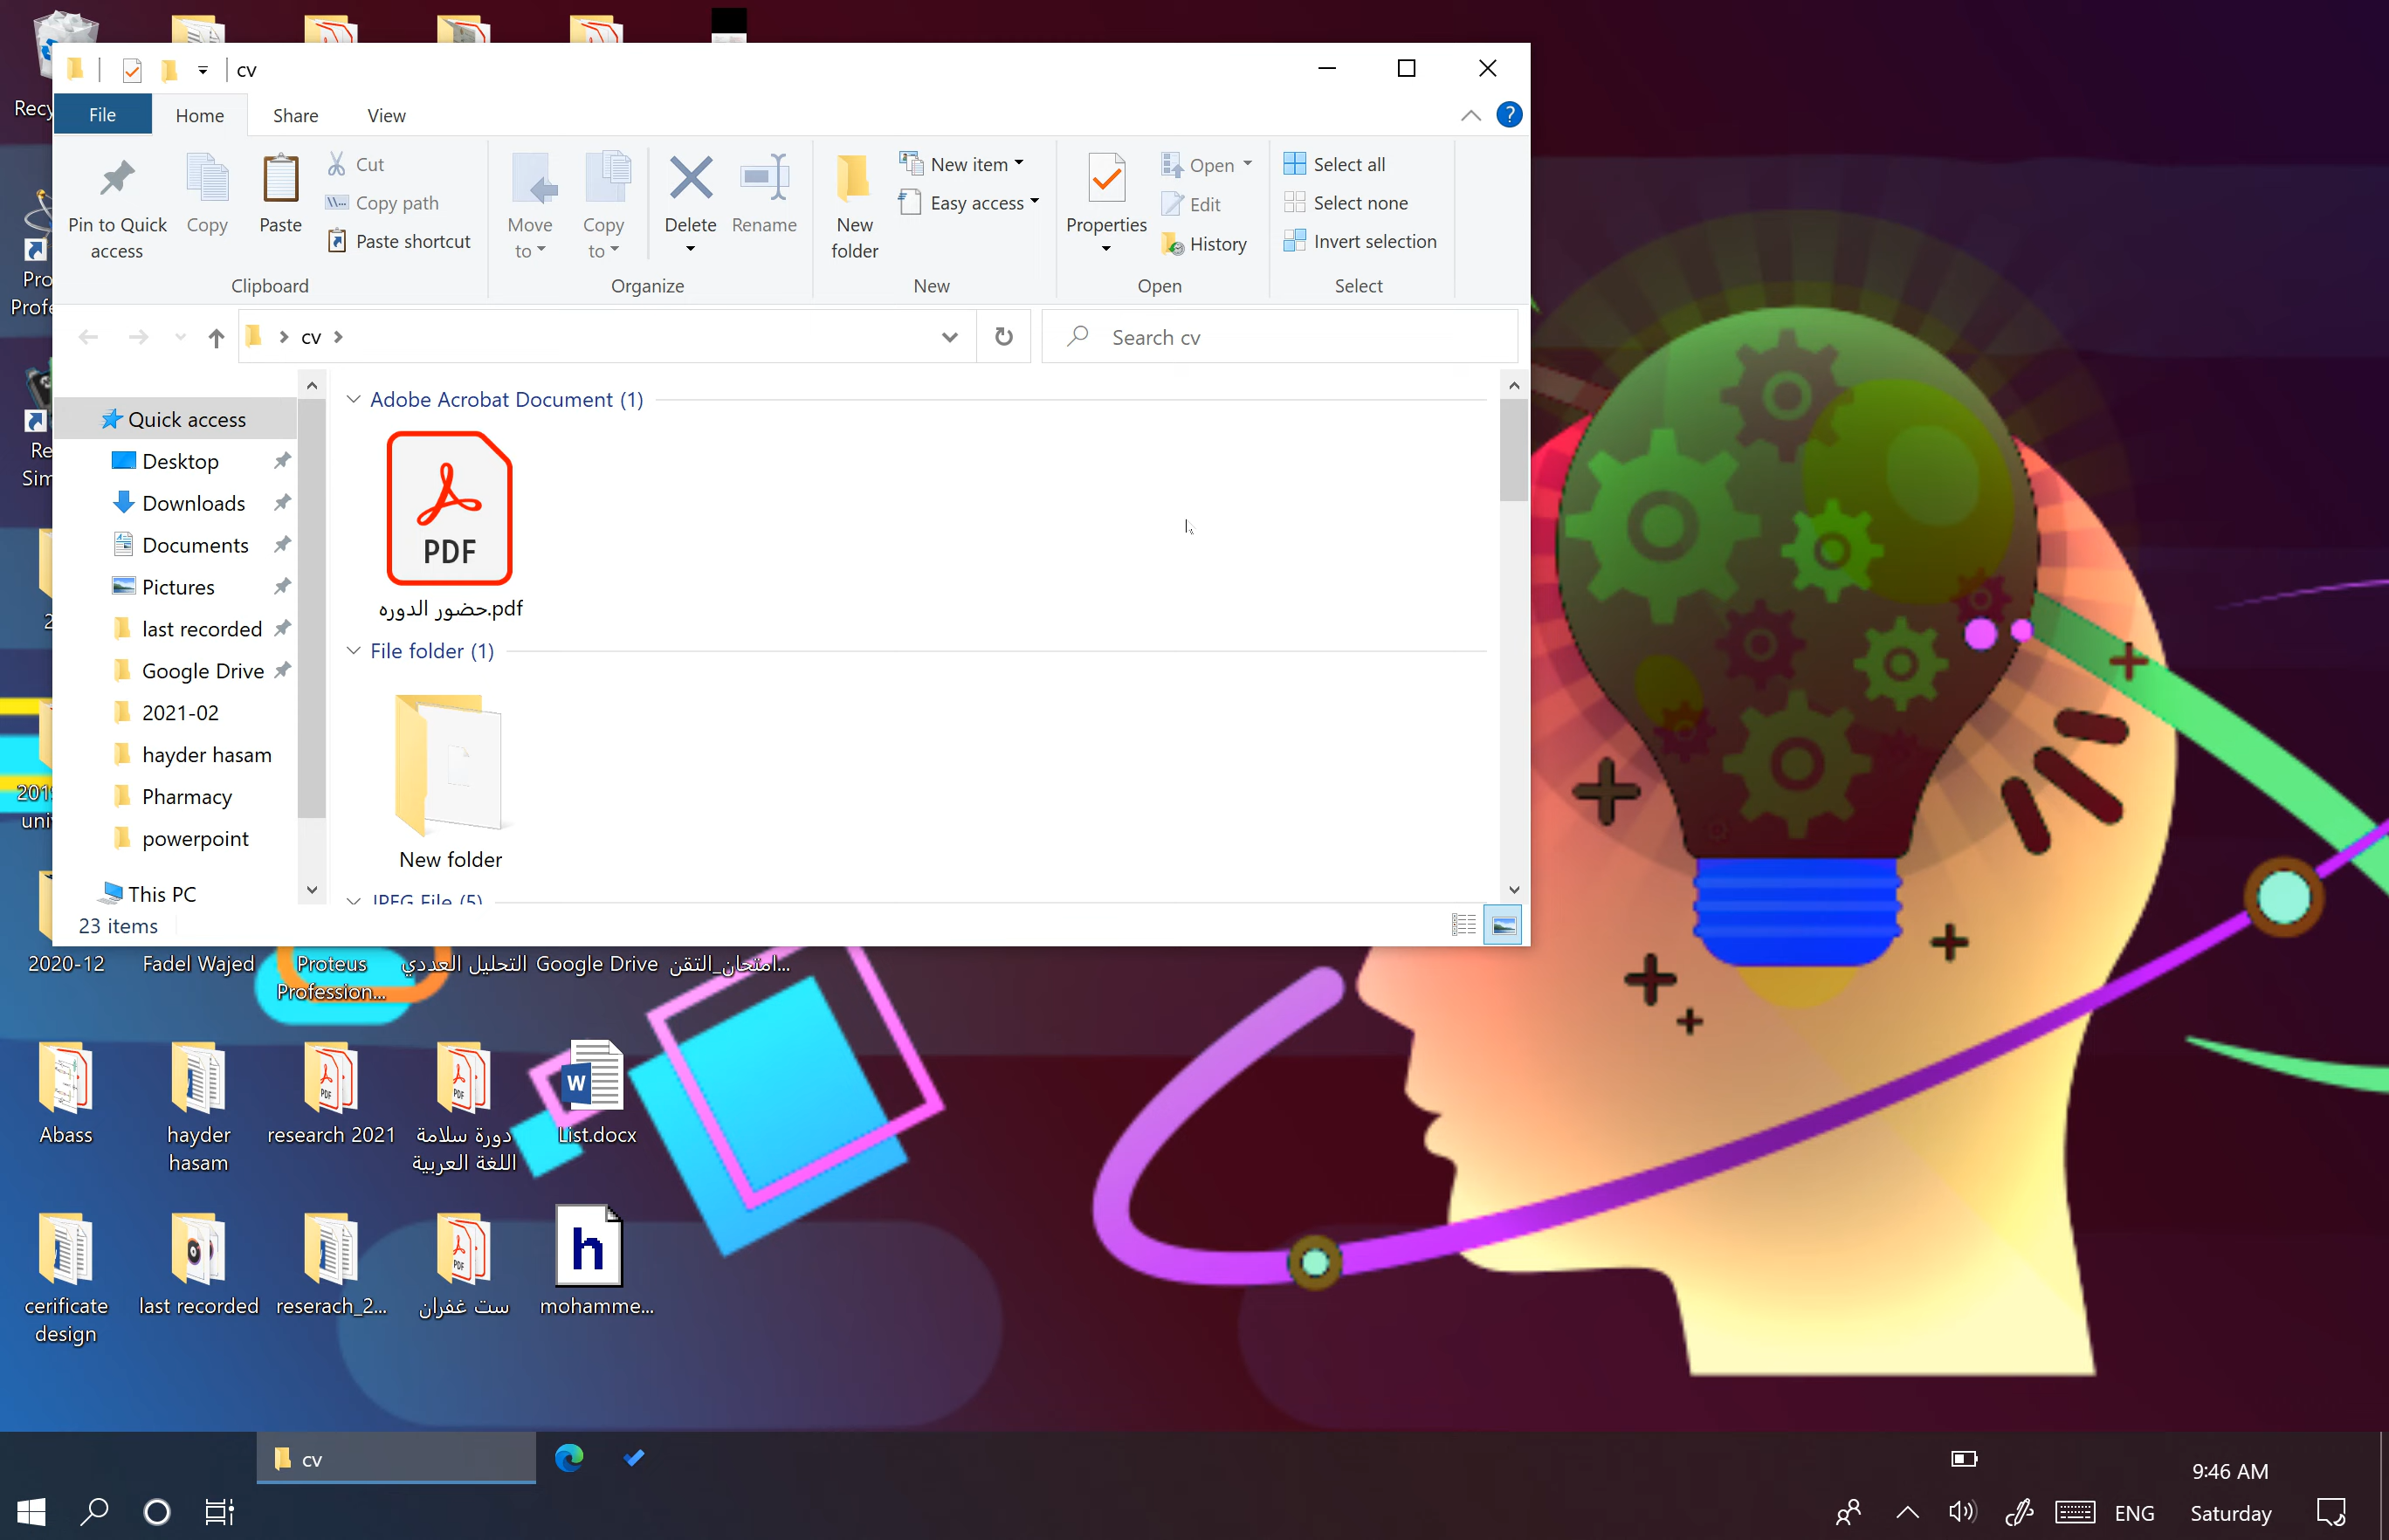 cv
File
Home
Share
View
Pin to Quick
access
Copy
Paste
Cut
Copy path
Paste shortcut
Clipboard
Move
to
Copy
to
Delete
Rename
Organize
New
folder
New item
Easy access
New
Properties
Open
Edit
History
Open
Select all
Select none
Invert selection
Select
cv
Search cv
Quick access
Desktop
Downloads
Documents
Pictures
last recorded
Google Drive
2021-02
hayder hasam
Pharmacy
powerpoint
This PC
Adobe Acrobat Document (1)
PDF
حضور الدوره.pdf
File folder (1)
New folder
JPEG File (5)
23 items
2020-12
Fadel Wajed
Proteus
Profession...
التحليل العددي
Google Drive
امتحان_التقن...
Abass
hayder
hasam
research 2021
دورة سلامة
اللغة العربية
List.docx
cerificate
design
last recorded
reserach_2...
ست غفران
h
mohamme...
cv
9:46 AM
ENG
Saturday